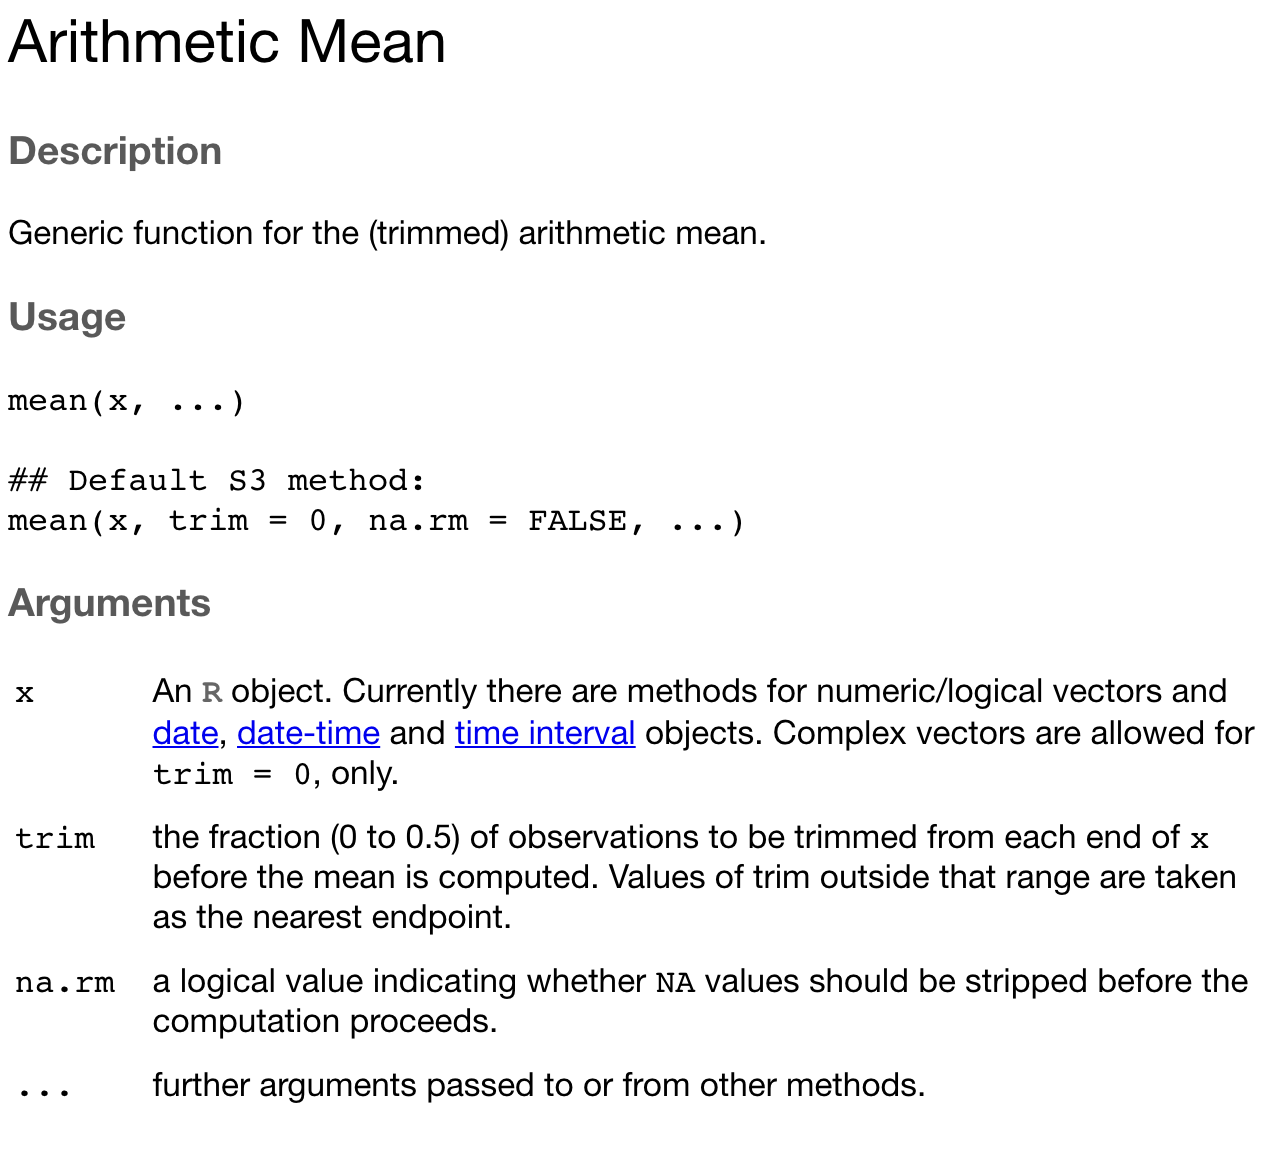 Arithmetic Mean
Description
Generic function for the (trimmed) arithmetic mean.
Usage
mean(x, ...)
## Default S3 method:
mean(x, trim = 0, na.rm = FALSE, ...)
Arguments
x An R object. Currently there are methods for numeric/logical vectors and
date, date-time and time interval objects. Complex vectors are allowed for
trim = 0, only.
trim the fraction (0 to 0.5) of observations to be trimmed from each end of x
before the mean is computed. Values of trim outside that range are taken
as the nearest endpoint.
na.rm a logical value indicating whether NA values should be stripped before the
computation proceeds.
... further arguments passed to or from other methods.